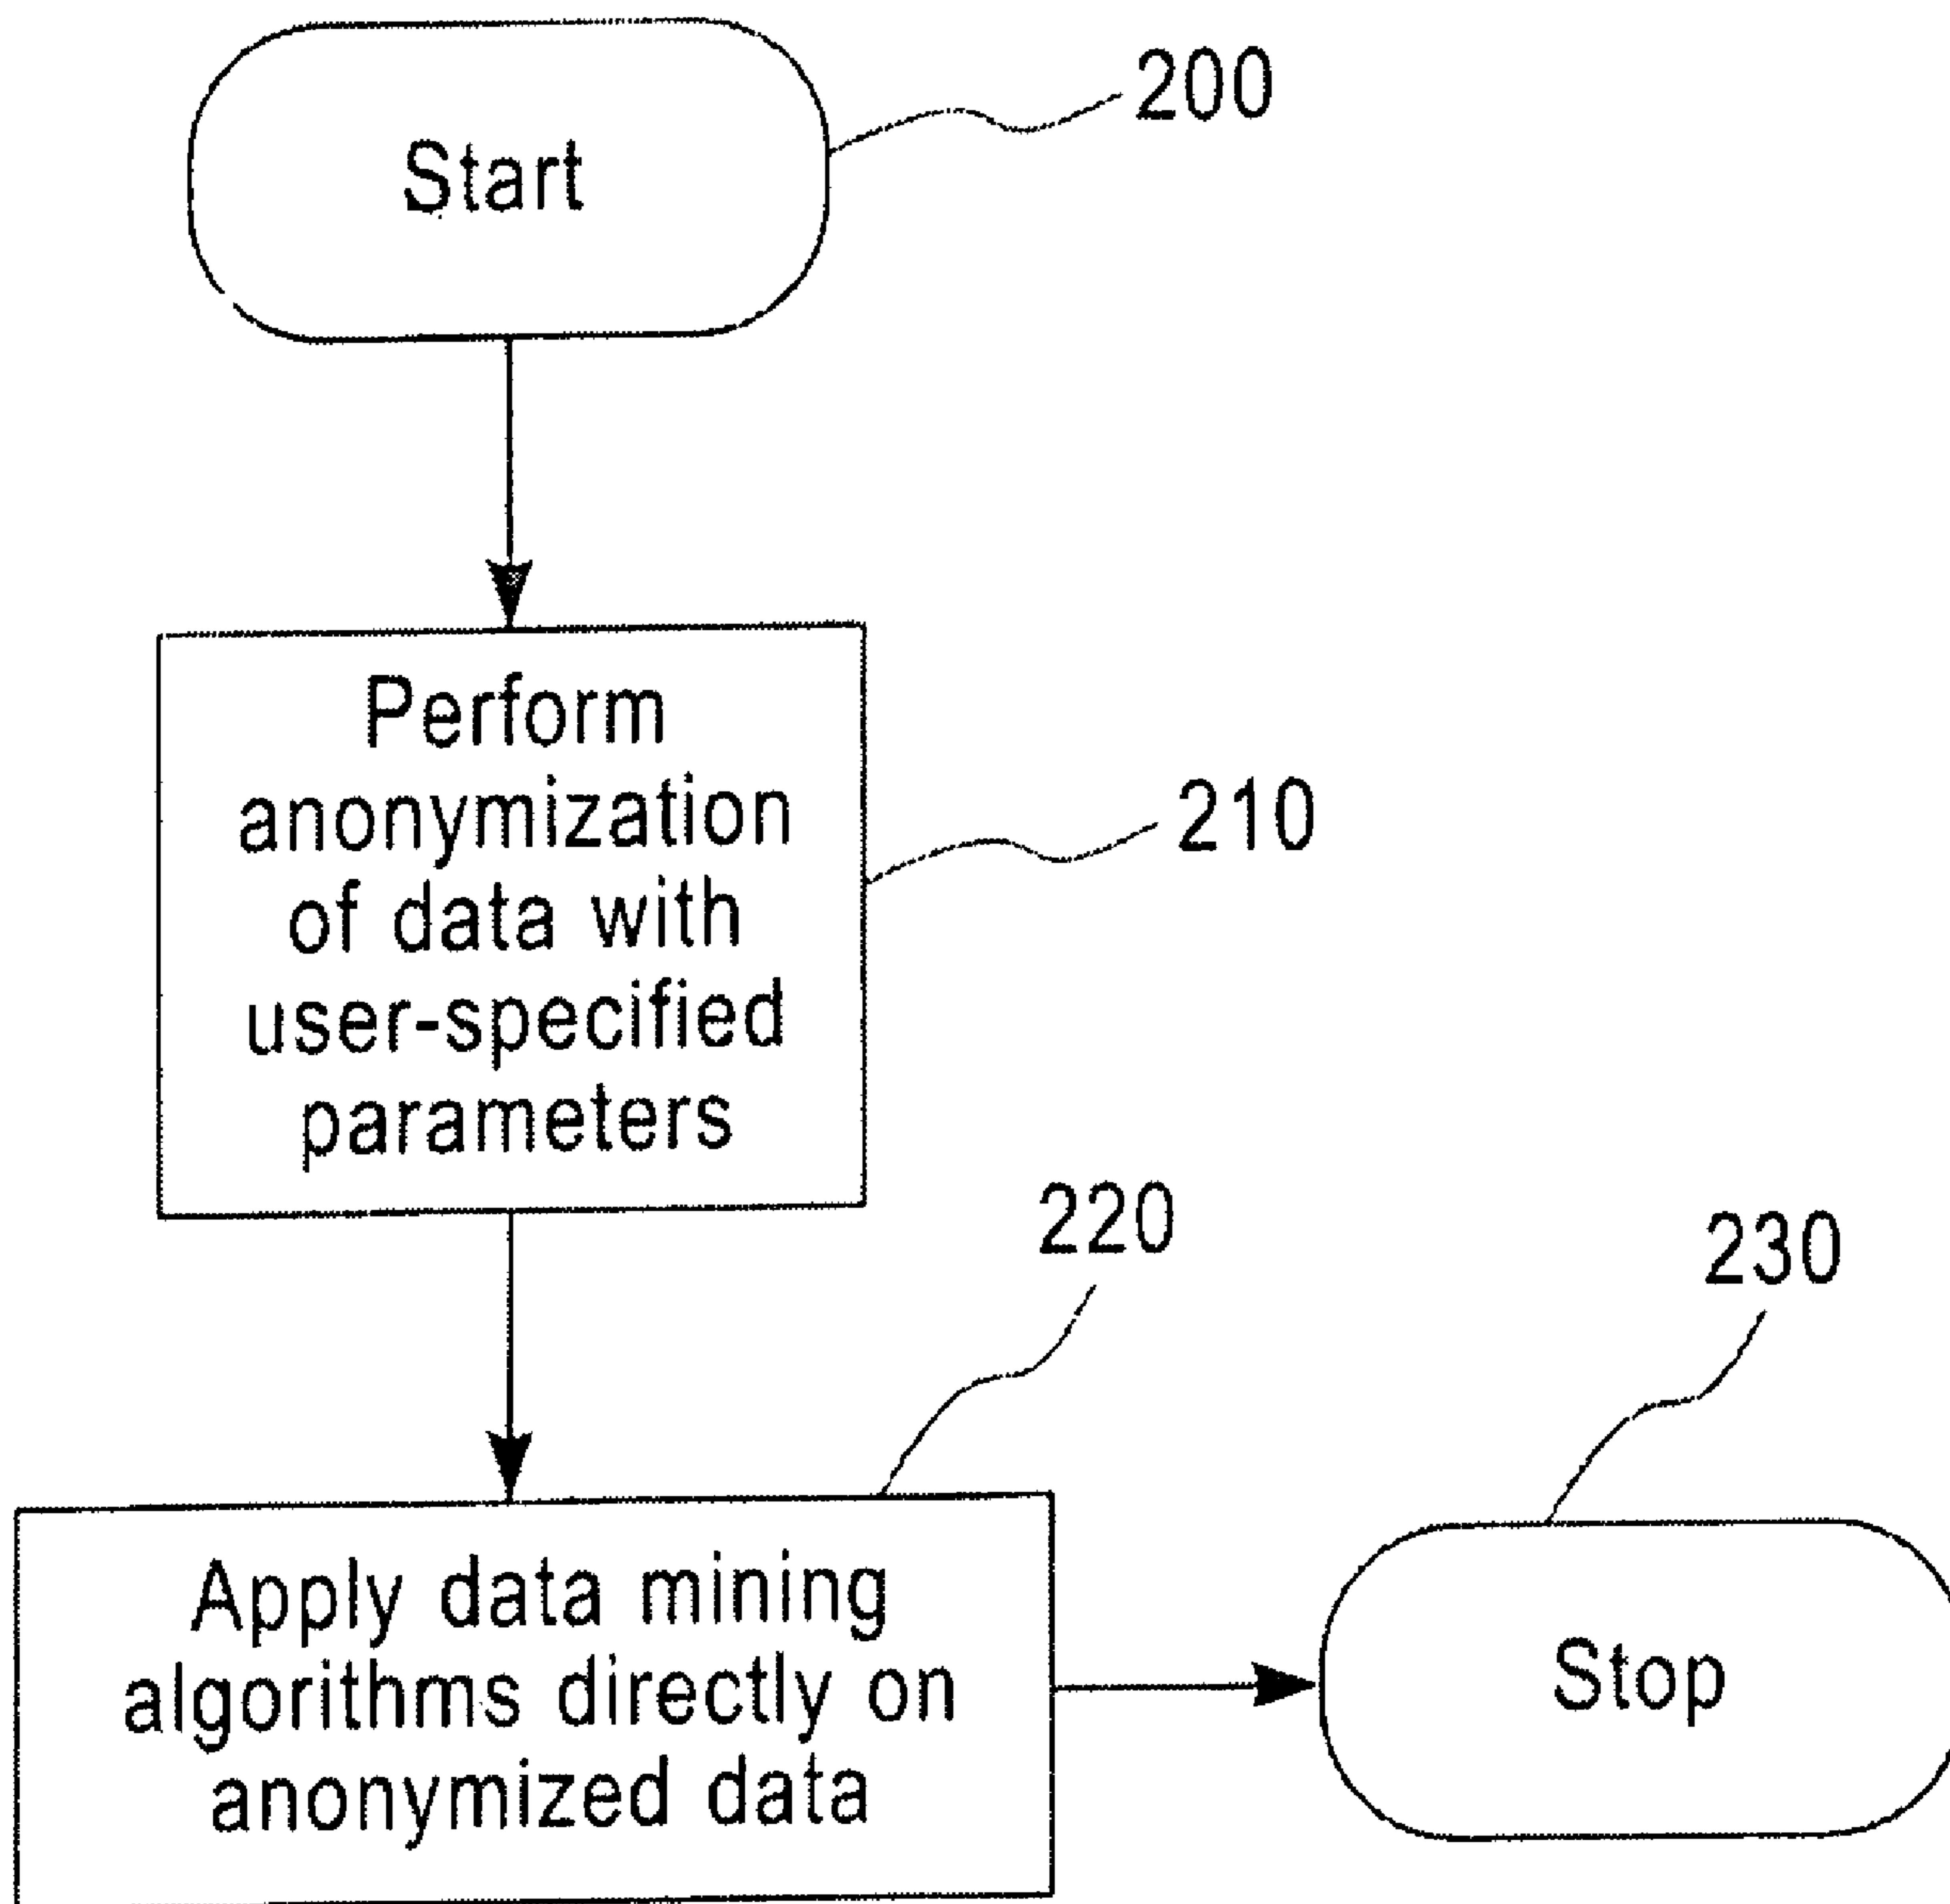 Start
200
Perform
anonymization
of data with
user-specified
parameters
210
220
Apply data mining
algorithms directly on
anonymized data
230
Stop